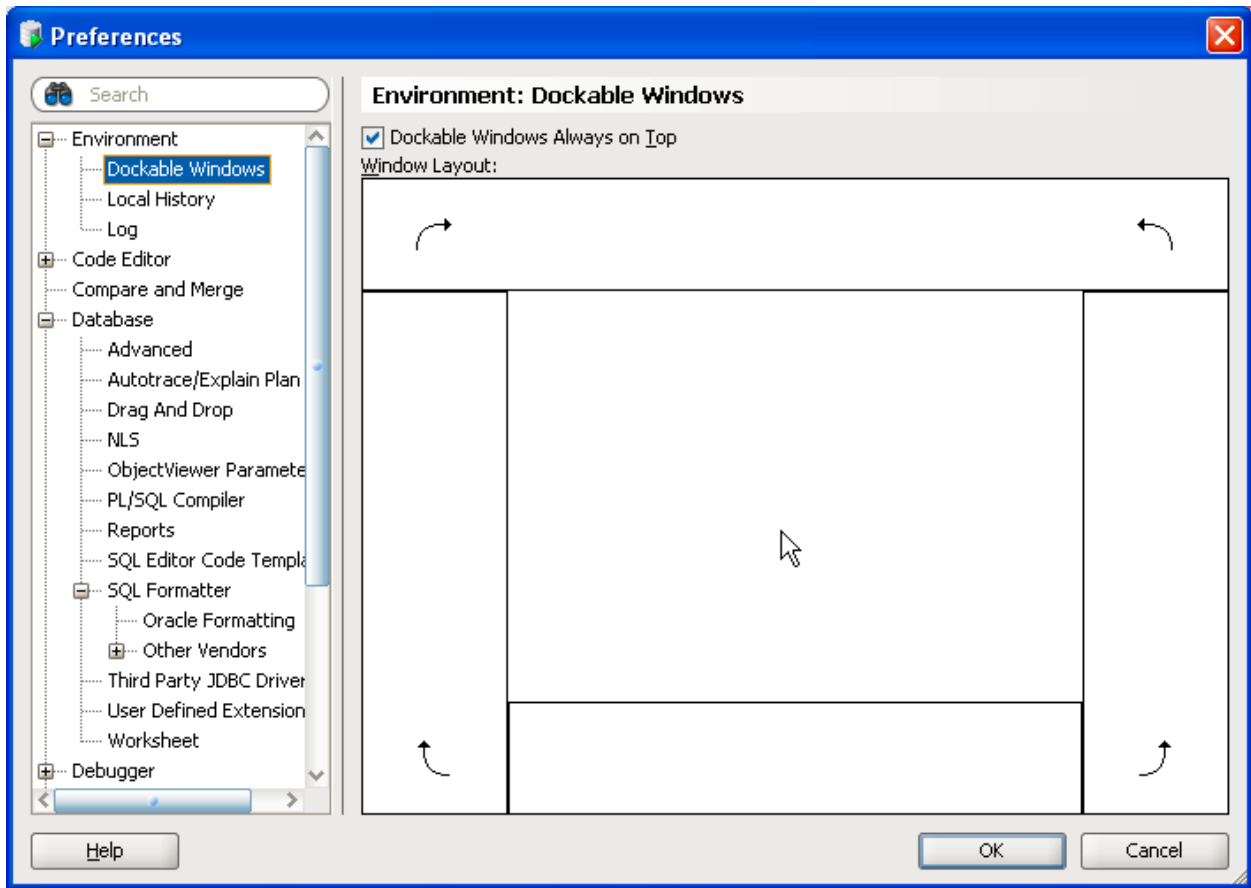 Preferences
Search
Environment
Dockable Windows
Local History
Log
Code Editor
Compare and Merge
Database
Advanced
Autotrace/Explain Plan
Drag And Drop
NLS
ObjectViewer Paramete
PL/SQL Compiler
Reports
SQL Editor Code Templa
SQL Formatter
Oracle Formatting
Other Vendors
Third Party JDBC Driver
User Defined Extension
Worksheet
Debugger
Environment: Dockable Windows
Dockable Windows Always on Top
Window Layout:
Help
OK
Cancel